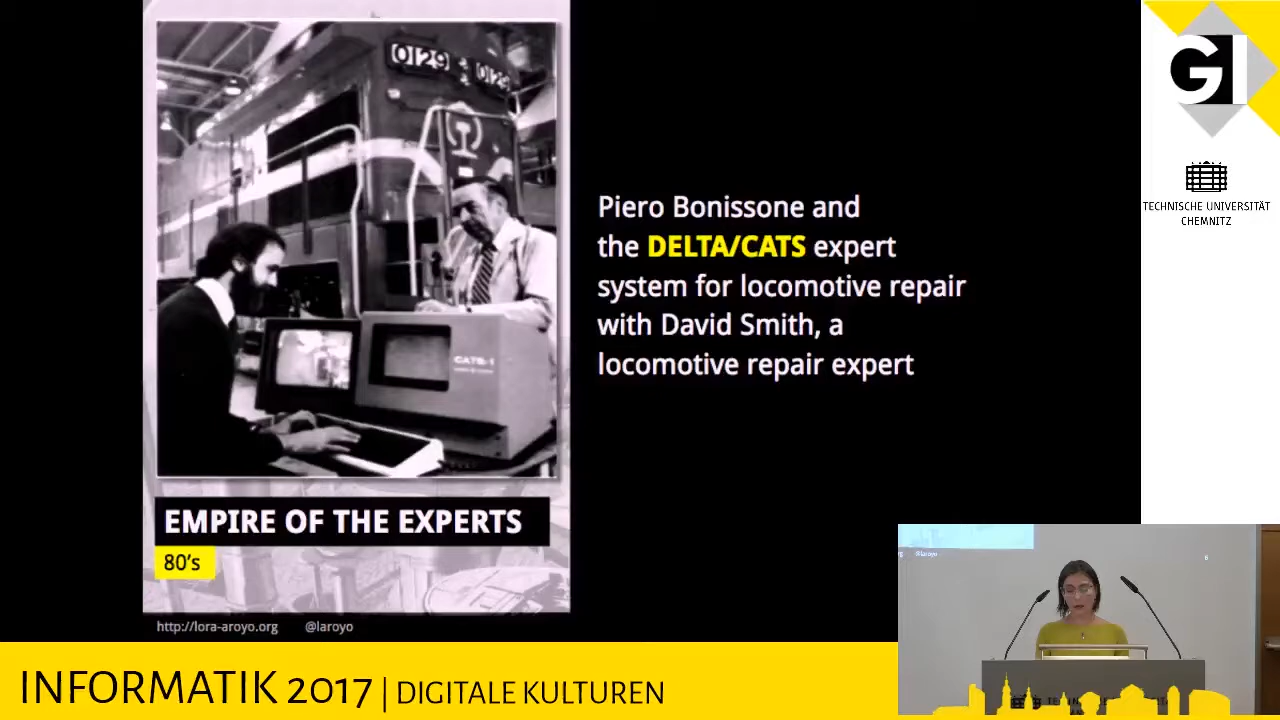 0129
CATS-1
Piero Bonissone and
the DELTA/CATS expert
system for locomotive repair
with David Smith, a
locomotive repair expert
EMPIRE OF THE EXPERTS
80's
http://lora-aroyo.org @laroyo
GI
TECHNISCHE UNIVERSITÄT
CHEMNITZ
@laroyo
INFORMATIK 2017 | DIGITALE KULTUREN